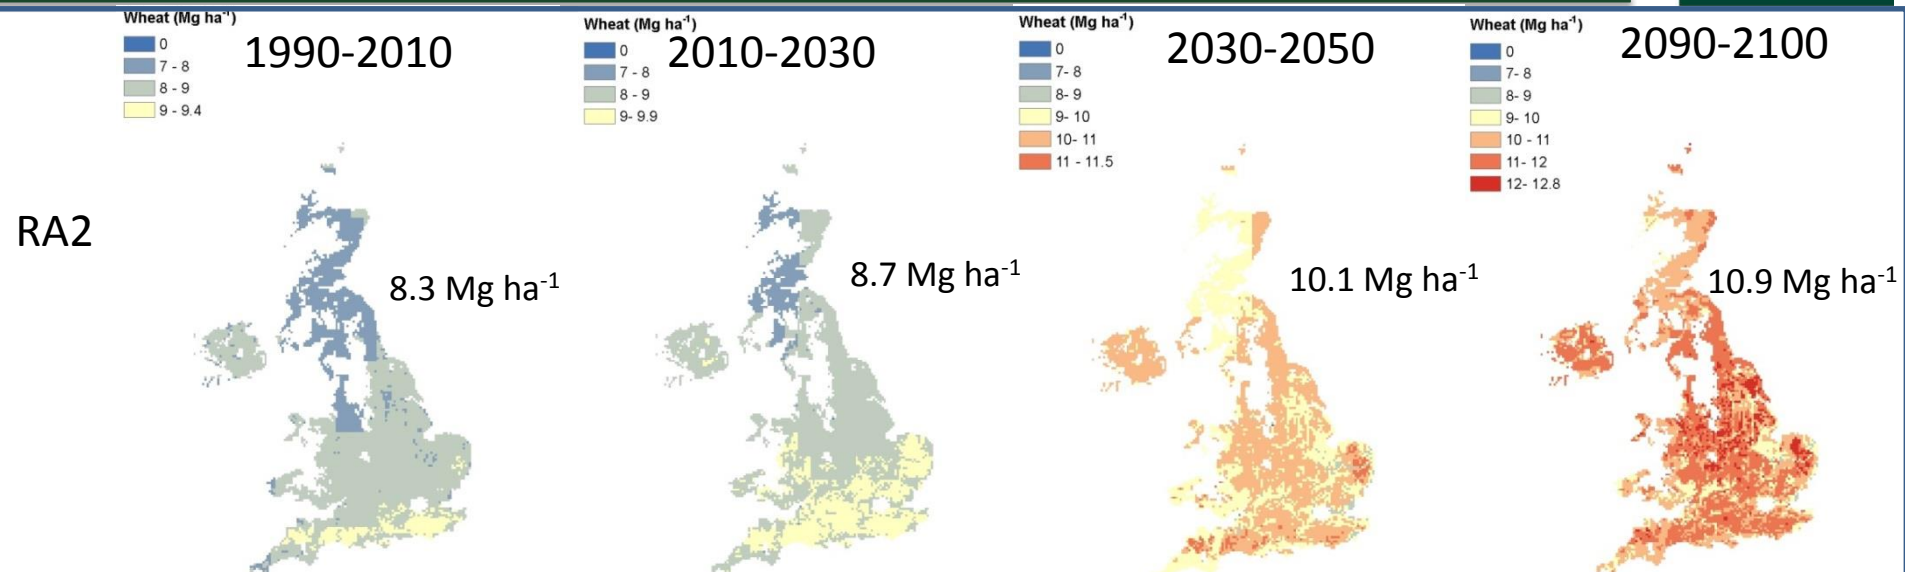 Wheat (Mg ha-1)
0
7 - 8
8 - 9
9 - 9.4
1990-2010
8.3 Mg ha-1
Wheat (Mg ha-1)
0
7 - 8
8 - 9
9- 9.9
2010-2030
8.7 Mg ha-1
Wheat (Mg ha-1)
0
7- 8
8- 9
9- 10
10- 11
11 - 11.5
2030-2050
10.1 Mg ha-1
Wheat (Mg ha-1)
0
7- 8
8- 9
9- 10
10 - 11
11- 12
12- 12.8
2090-2100
10.9 Mg ha-1
RA2